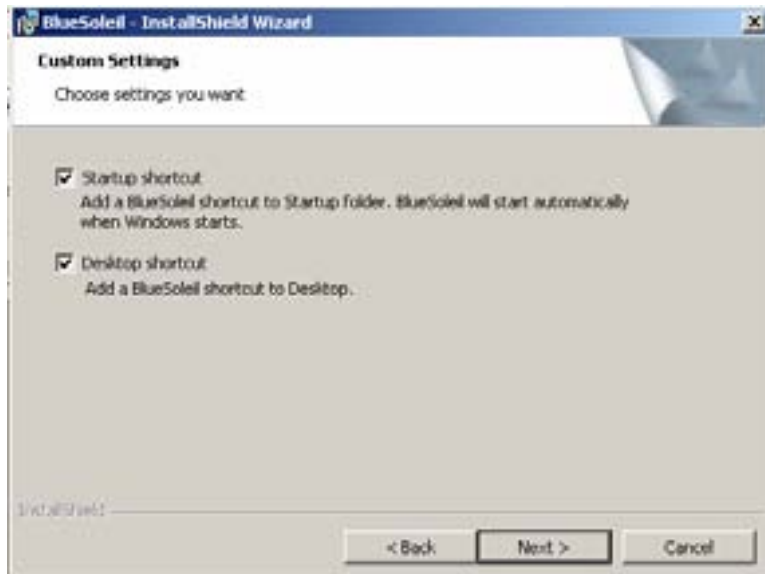 BlueSoleil - InstallShield Wizard
Custom Settings
Choose settings you want
Startup shortcut
Add a BlueSoleil shortcut to Startup folder. BlueSoleil will start automatically
when Windows starts.
Desktop shortcut
Add a BlueSoleil shortcut to Desktop.
InstallShield
< Back Next > Cancel